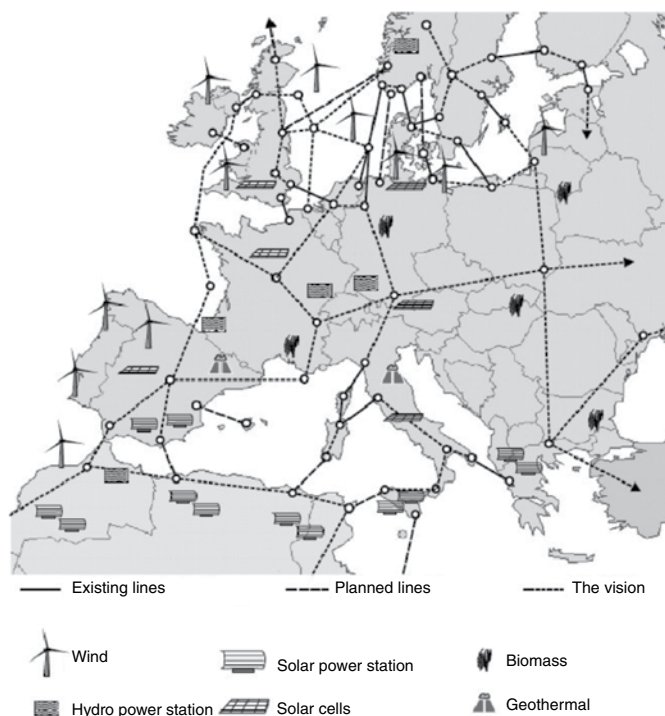 Existing lines
Planned lines
The vision
Wind
Solar power station
Biomass
Hydro power station
Solar cells
Geothermal